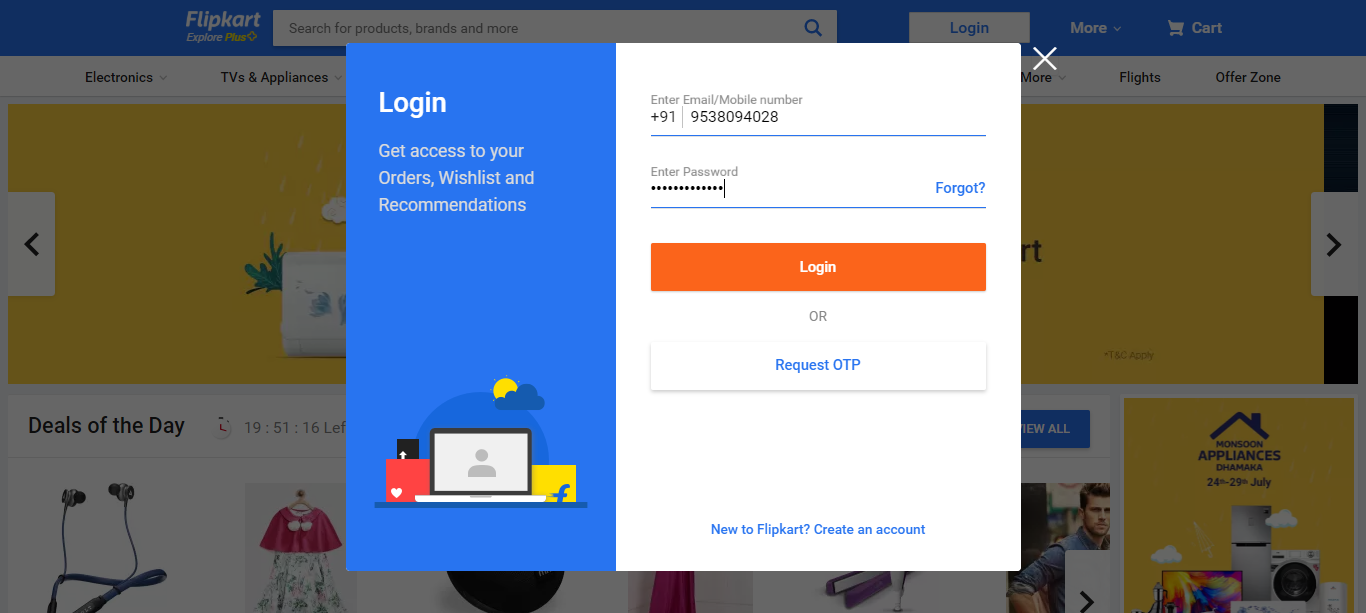 Flipkart
Explore Plus
Search for products, brands and more
Login
More
Cart
Electronics
TVs & Appliances
More
Flights
Offer Zone
Login
Get access to your
Orders, Wishlist and
Recommendations
Enter Email/Mobile number
+91 9538094028
Enter Password
•••••••••••••
Forgot?
Login
OR
Request OTP
New to Flipkart? Create an account
*T&C Apply
Deals of the Day
19 : 51 : 16 Lef
VIEW ALL
MONSOON
APPLIANCES
DHAMAKA
24th-29th July